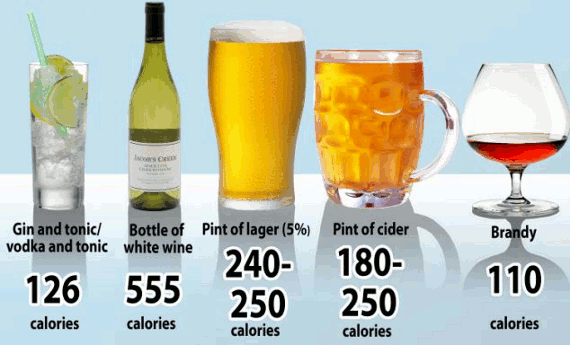 JACOB'S CREEK
Gin and tonic/
vodka and tonic
126
calories
Bottle of
white wine
555
calories
Pint of lager (5%)
240-
250
calories
Pint of cider
180-
250
calories
Brandy
110
calories